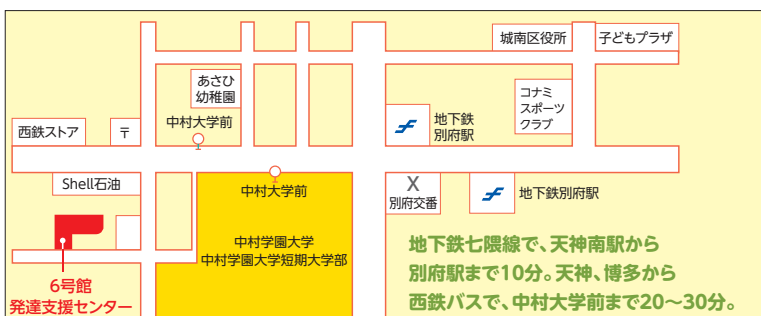 城南区役所
子どもプラザ
あさひ
幼稚園
コナミ
スポーツ
クラブ
西鉄ストア
〒
中村大学前
地下鉄
別府駅
Shell石油
中村大学前
X
別府交番
地下鉄別府駅
中村学園大学
中村学園大学短期大学部
6号館
発達支援センター
地下鉄七隈線で、天神南駅から
別府駅まで10分。天神、博多から
西鉄バスで、中村大学前まで20〜30分。